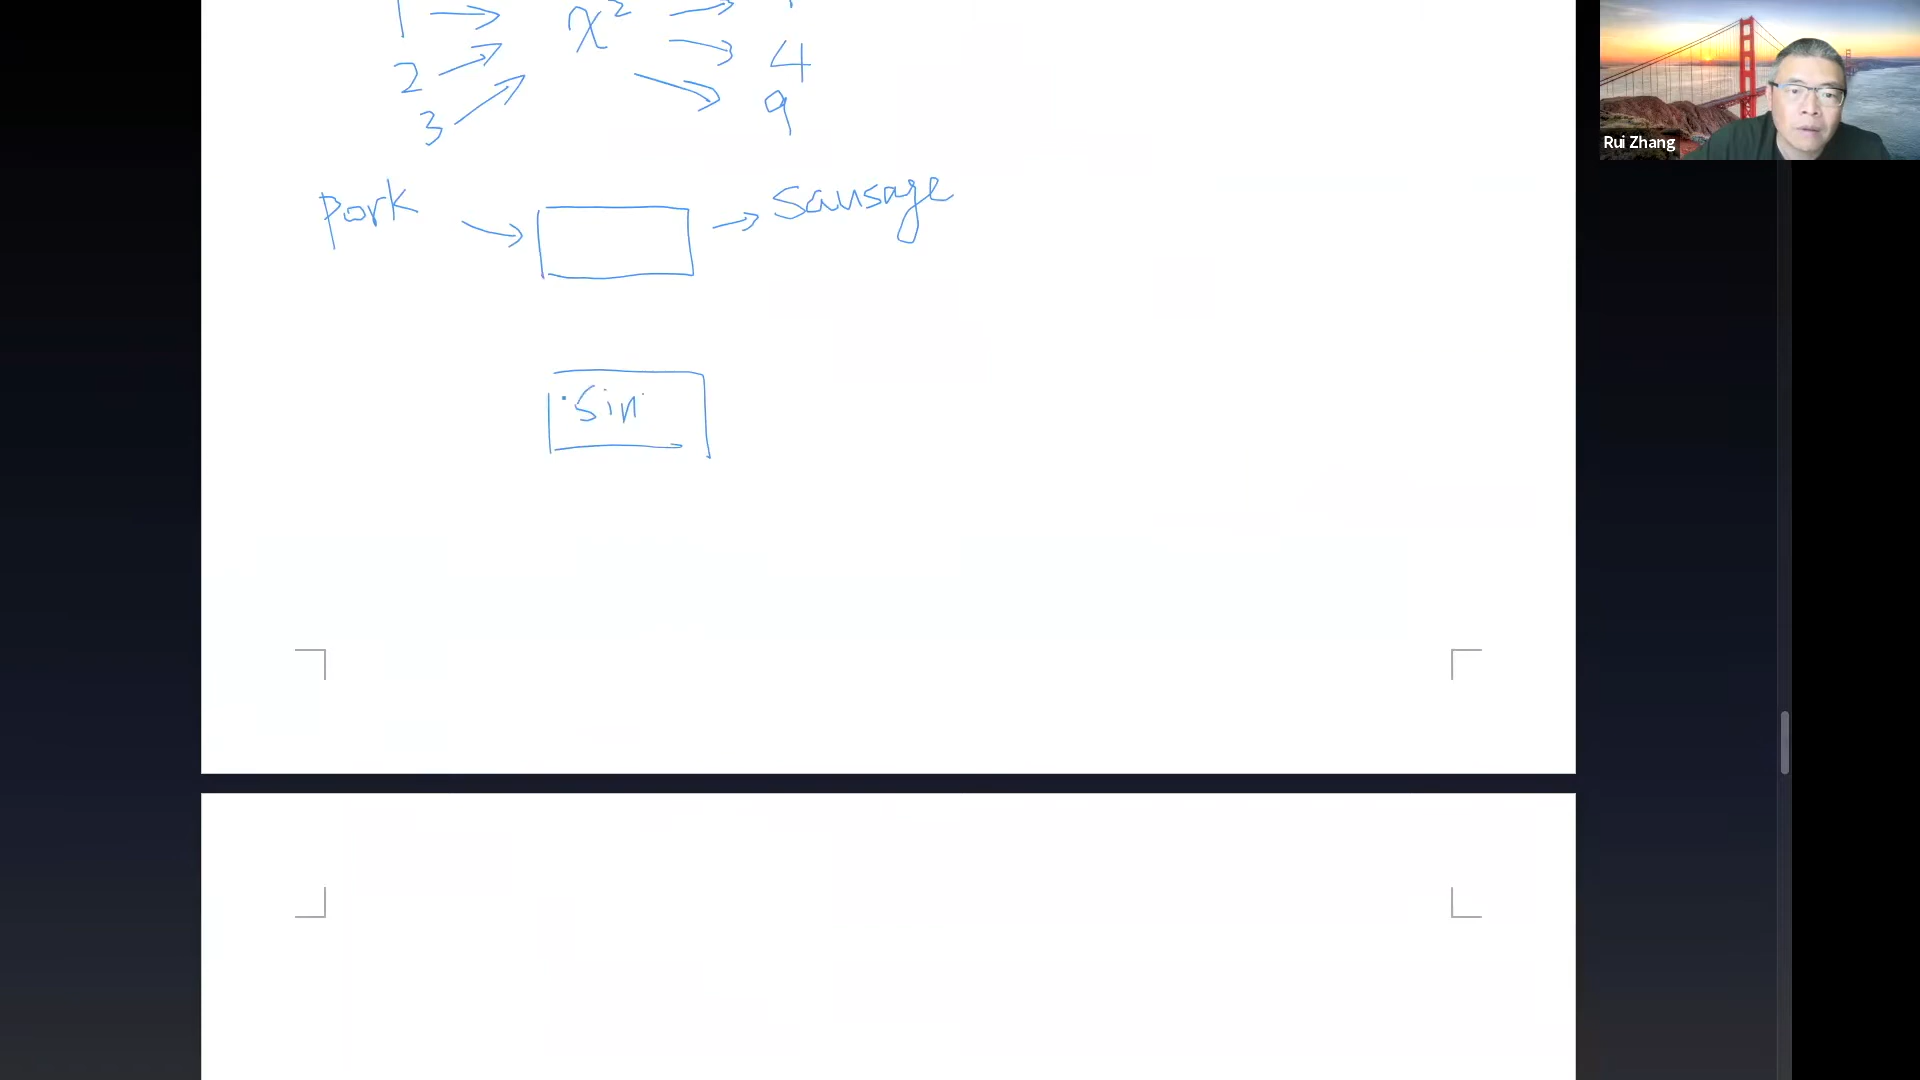 1 → x² →
2 → → 4
3 → → 9
Rui Zhang
Pork → → Sausage
Sin